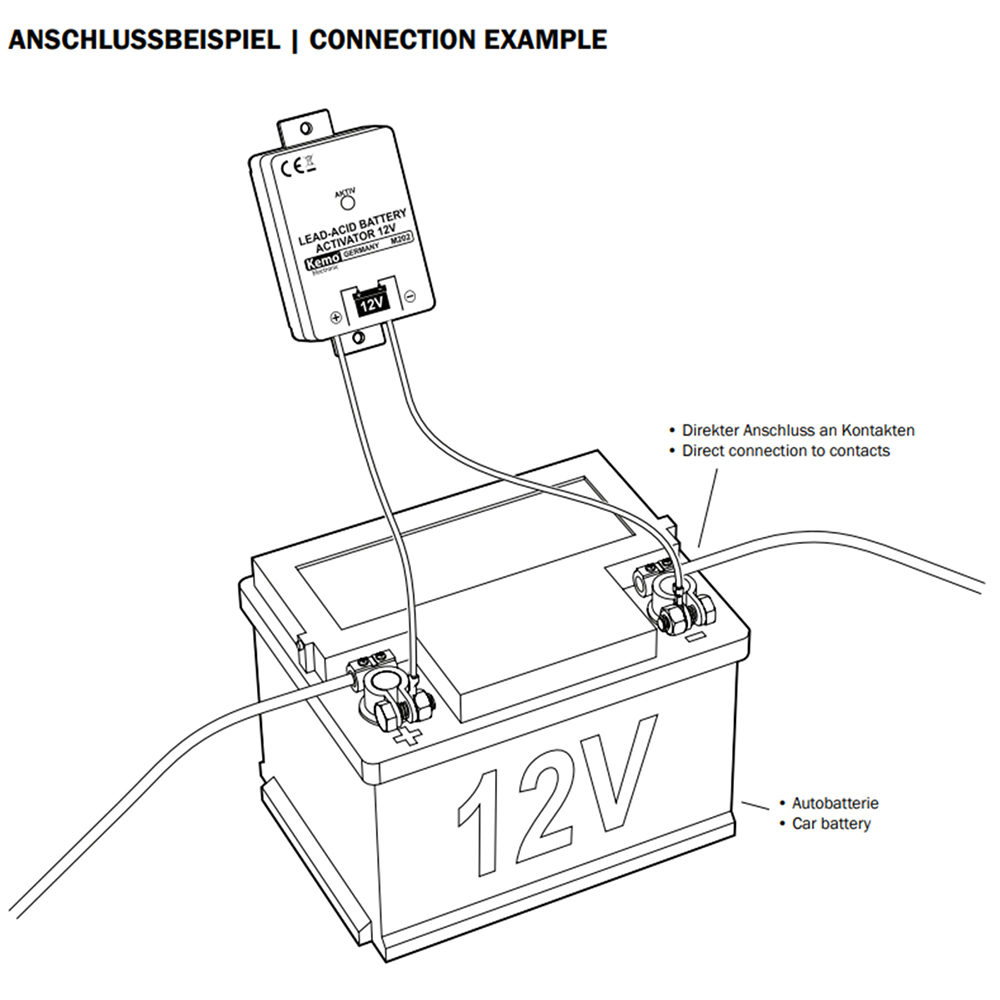 ANSCHLUSSBEISPIEL | CONNECTION EXAMPLE
CE
AKTIV
LEAD-ACID BATTERY
ACTIVATOR 12V
Kemo GERMANY M202
Electronic
12V
+ −
• Direkter Anschluss an Kontakten
• Direct connection to contacts
+ −
12V
• Autobatterie
• Car battery